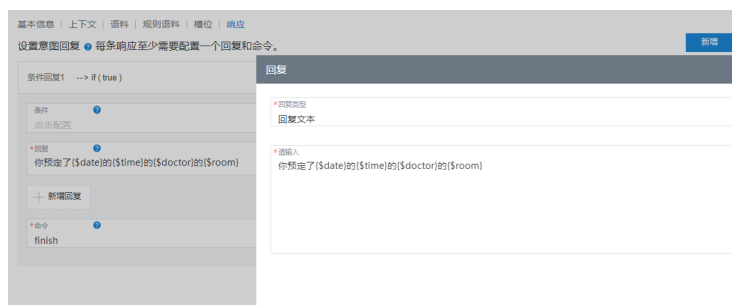 基本信息 | 上下文 | 语料 | 规则语料 | 槽位 | 响应
设置意图回复 ? 每条响应至少需要配置一个回复和命令。
新增
条件回复1 --> if ( true )
条件 ?
点击配置
*回复 ?
你预定了{$date}的{$time}的{$doctor}的{$room}
+ 新增回复
*命令 ?
finish
回复
*回复类型
回复文本
*请输入
你预定了{$date}的{$time}的{$doctor}的{$room}